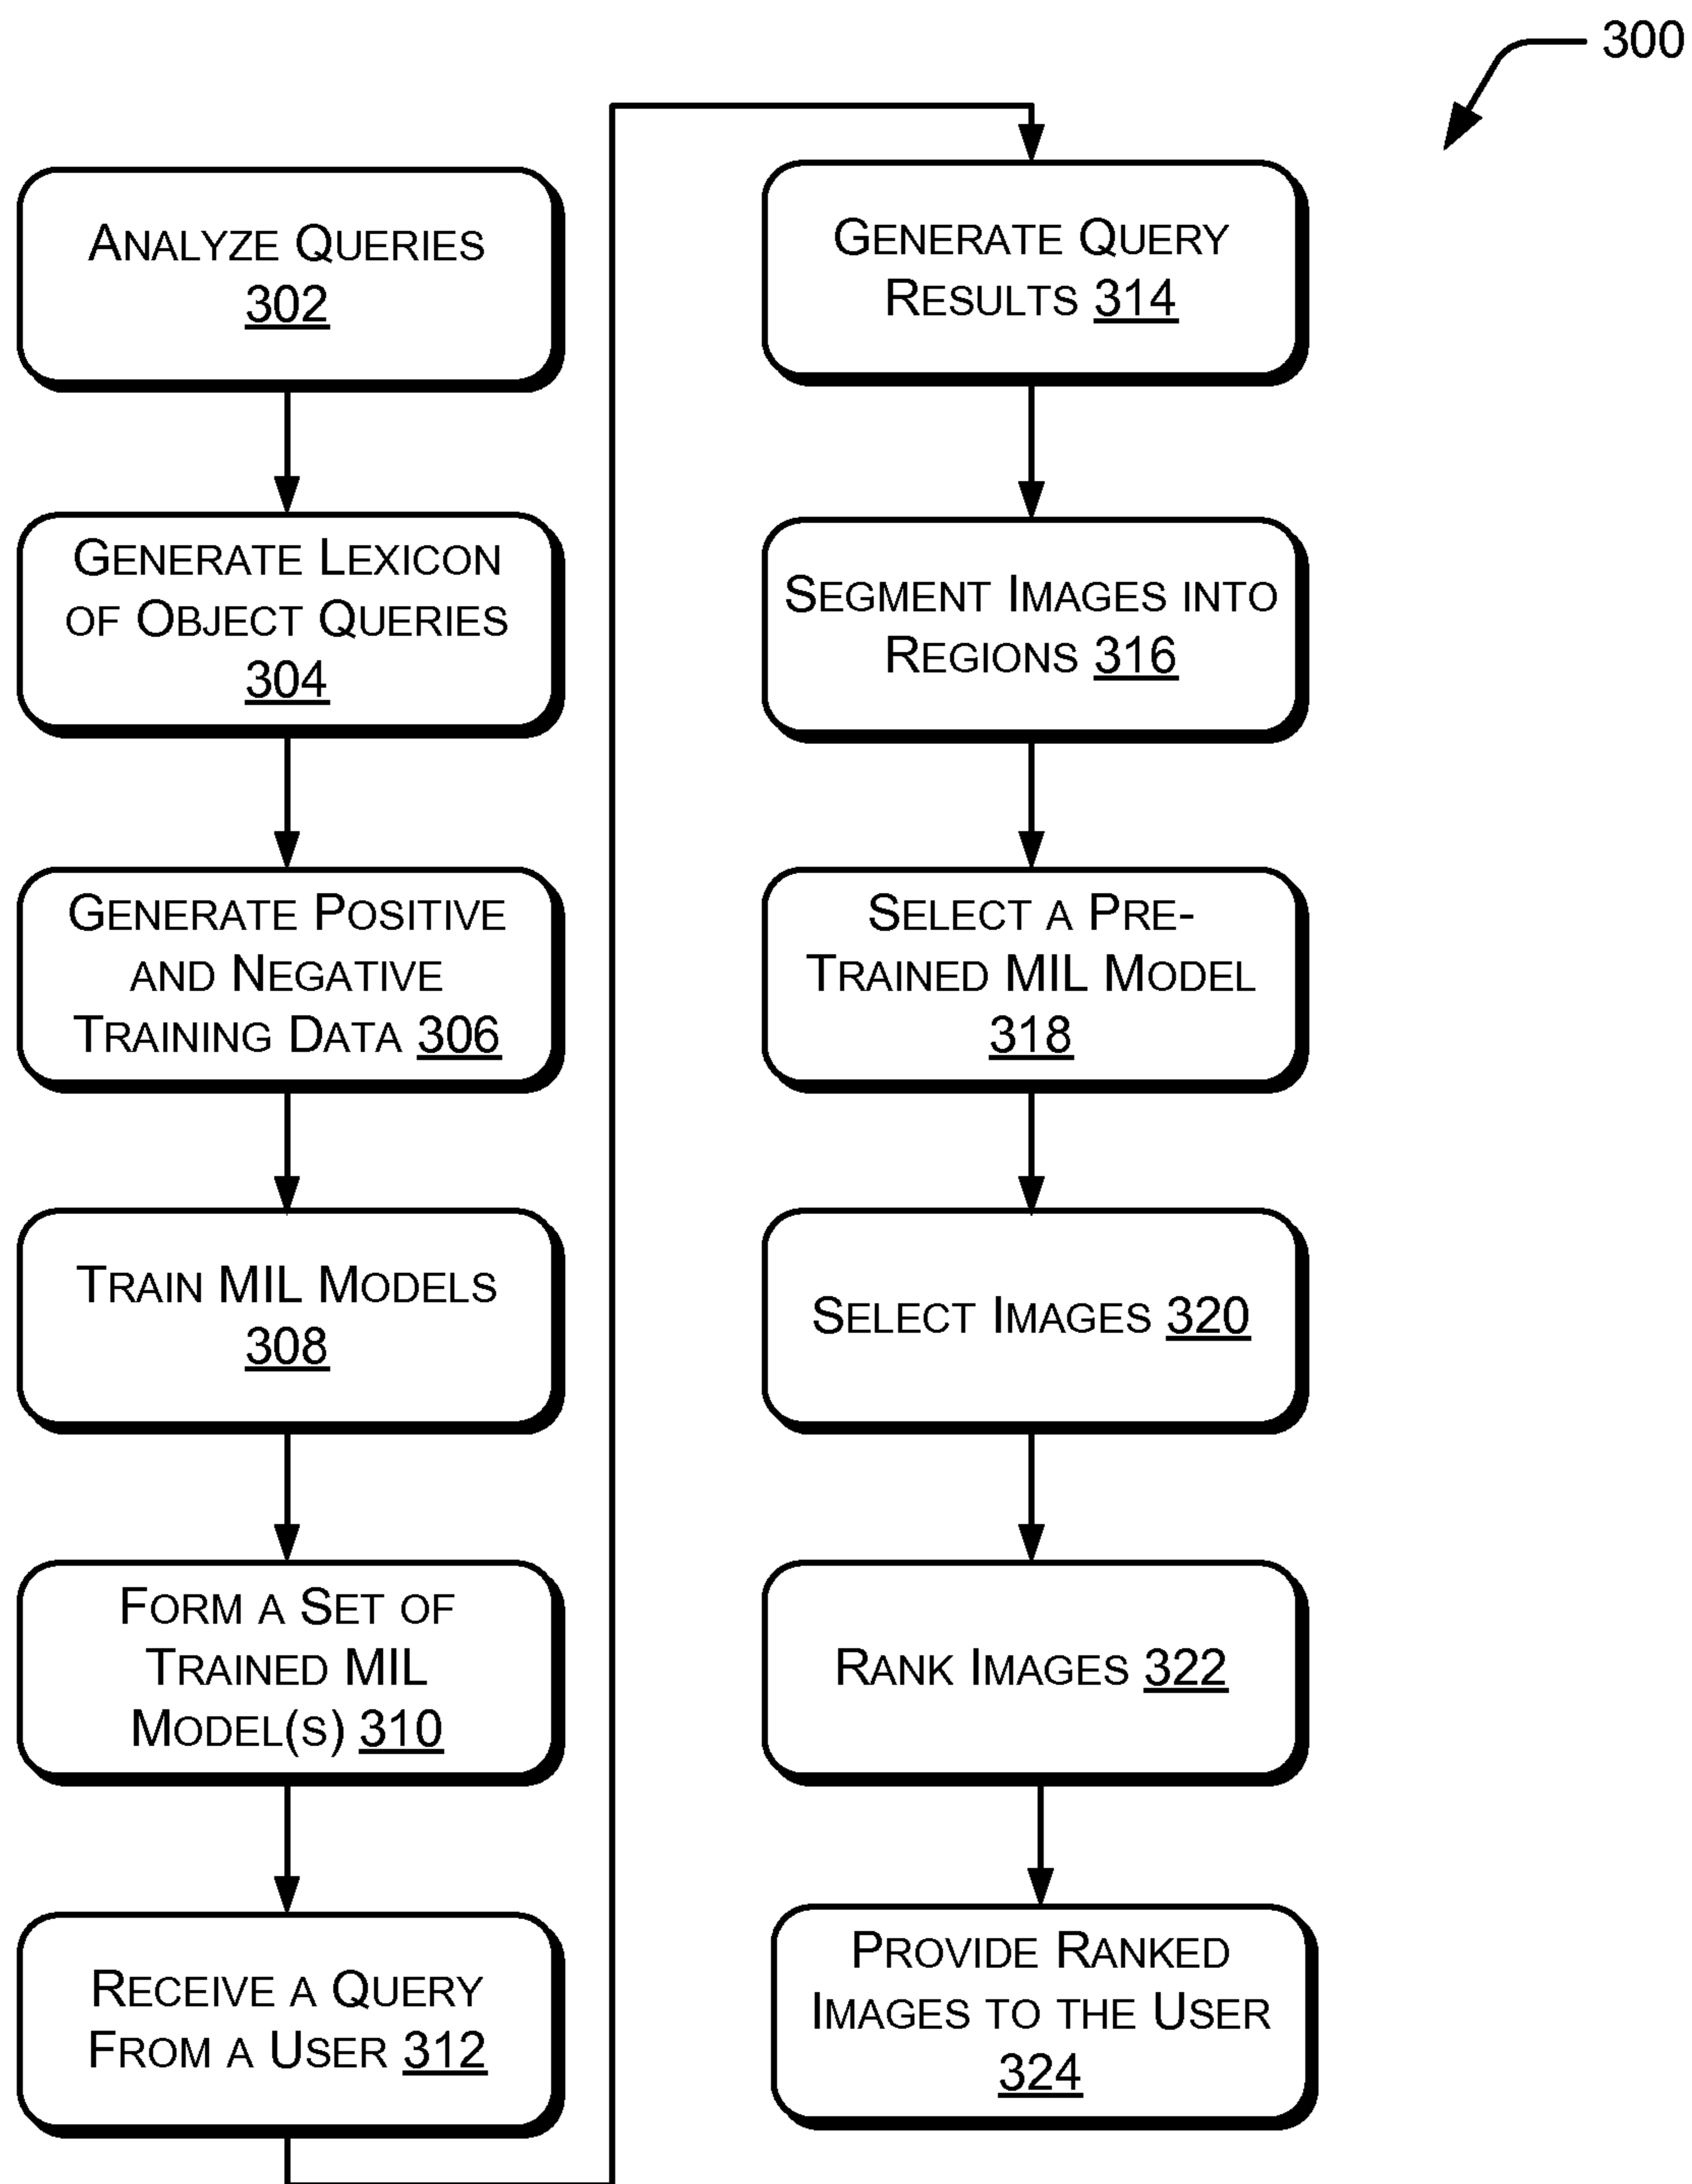 300
ANALYZE QUERIES
302
GENERATE LEXICON
OF OBJECT QUERIES
304
GENERATE POSITIVE
AND NEGATIVE
TRAINING DATA 306
TRAIN MIL MODELS
308
FORM A SET OF
TRAINED MIL
MODEL(S) 310
RECEIVE A QUERY
FROM A USER 312
GENERATE QUERY
RESULTS 314
SEGMENT IMAGES INTO
REGIONS 316
SELECT A PRE-
TRAINED MIL MODEL
318
SELECT IMAGES 320
RANK IMAGES 322
PROVIDE RANKED
IMAGES TO THE USER
324